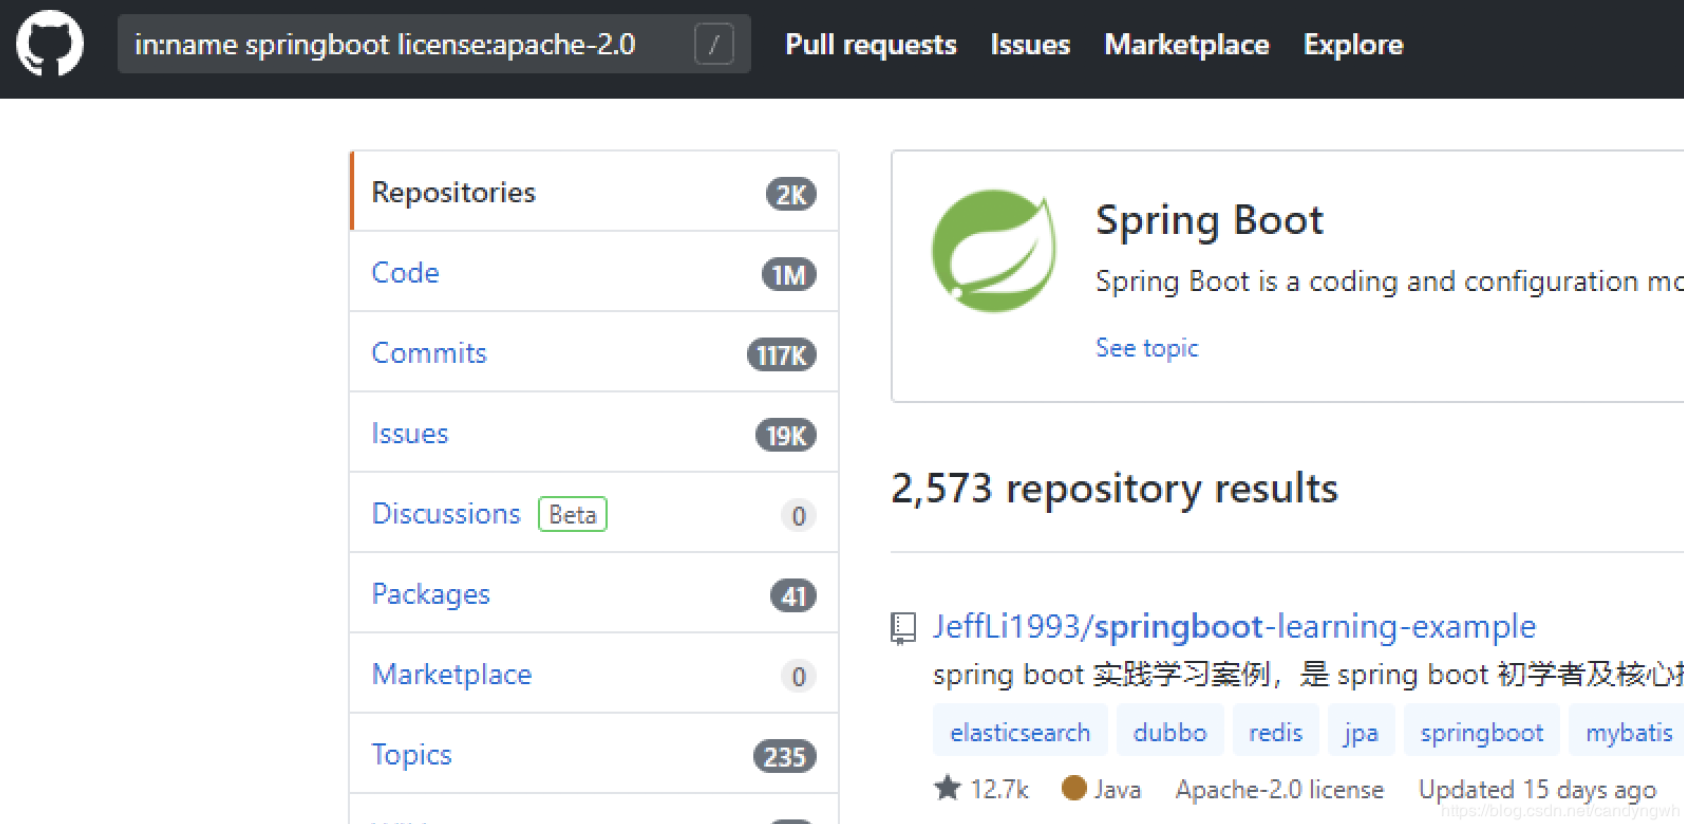 in:name springboot license:apache-2.0 /
Pull requests Issues Marketplace Explore
Repositories 2K
Code 1M
Commits 117K
Issues 19K
Discussions Beta 0
Packages 41
Marketplace 0
Topics 235
Spring Boot
Spring Boot is a coding and configuration
See topic
2,573 repository results
JeffLi1993/springboot-learning-example
spring boot 实践学习案例，是 spring boot 初学者及核心
elasticsearch dubbo redis jpa springboot mybatis
12.7k Java Apache-2.0 license Updated 15 days ago
https://blog.csdn.net/candyngwh